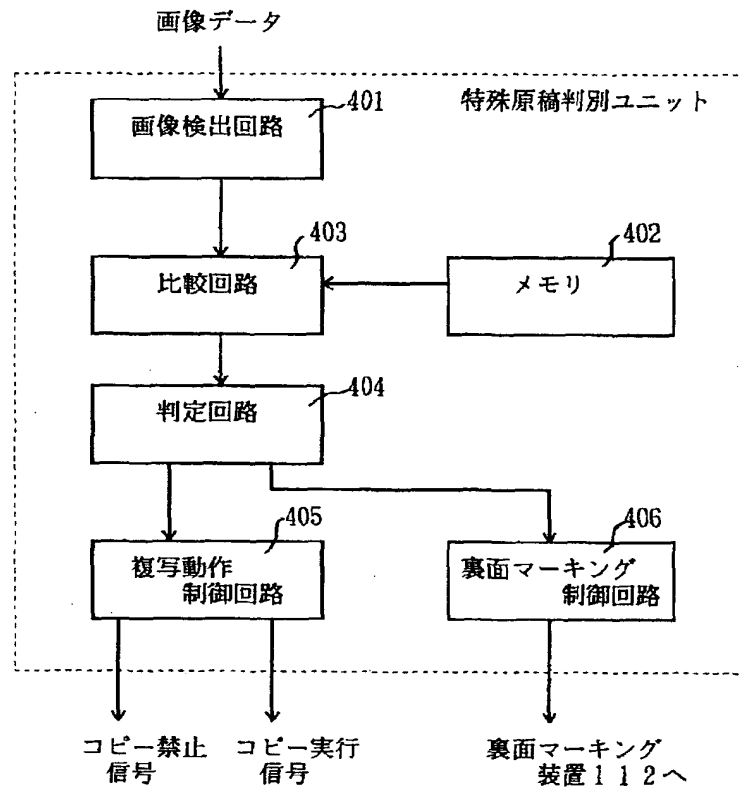 画像データ
401
画像検出回路
特殊原稿判別ユニット
403
402
比較回路
メモリ
404
判定回路
405
406
複写動作
制御回路
裏面マーキング
制御回路
コピー禁止
信号
コピー実行
信号
裏面マーキング
装置112へ